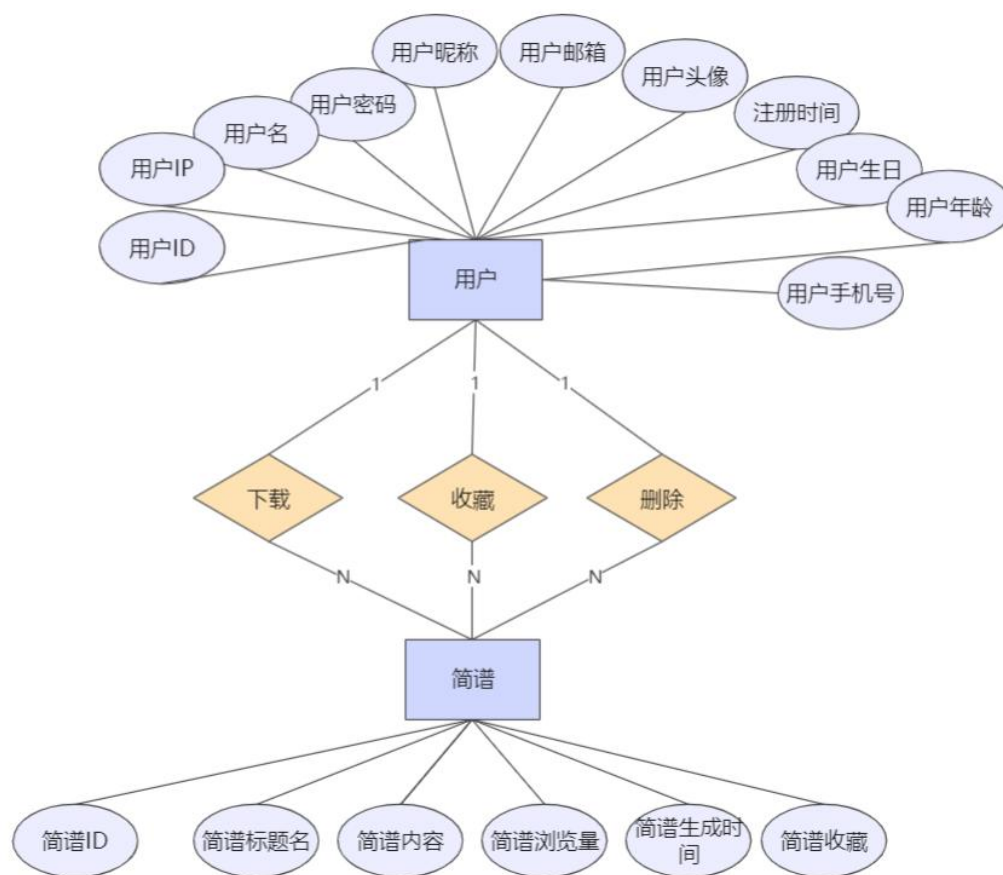 用户昵称
用户邮箱
用户头像
用户密码
注册时间
用户名
用户IP
用户生日
用户年龄
用户ID
用户
用户手机号
1
1
1
下载
收藏
删除
N
N
N
简谱
简谱ID
简谱标题名
简谱内容
简谱浏览量
简谱生成时
间
简谱收藏